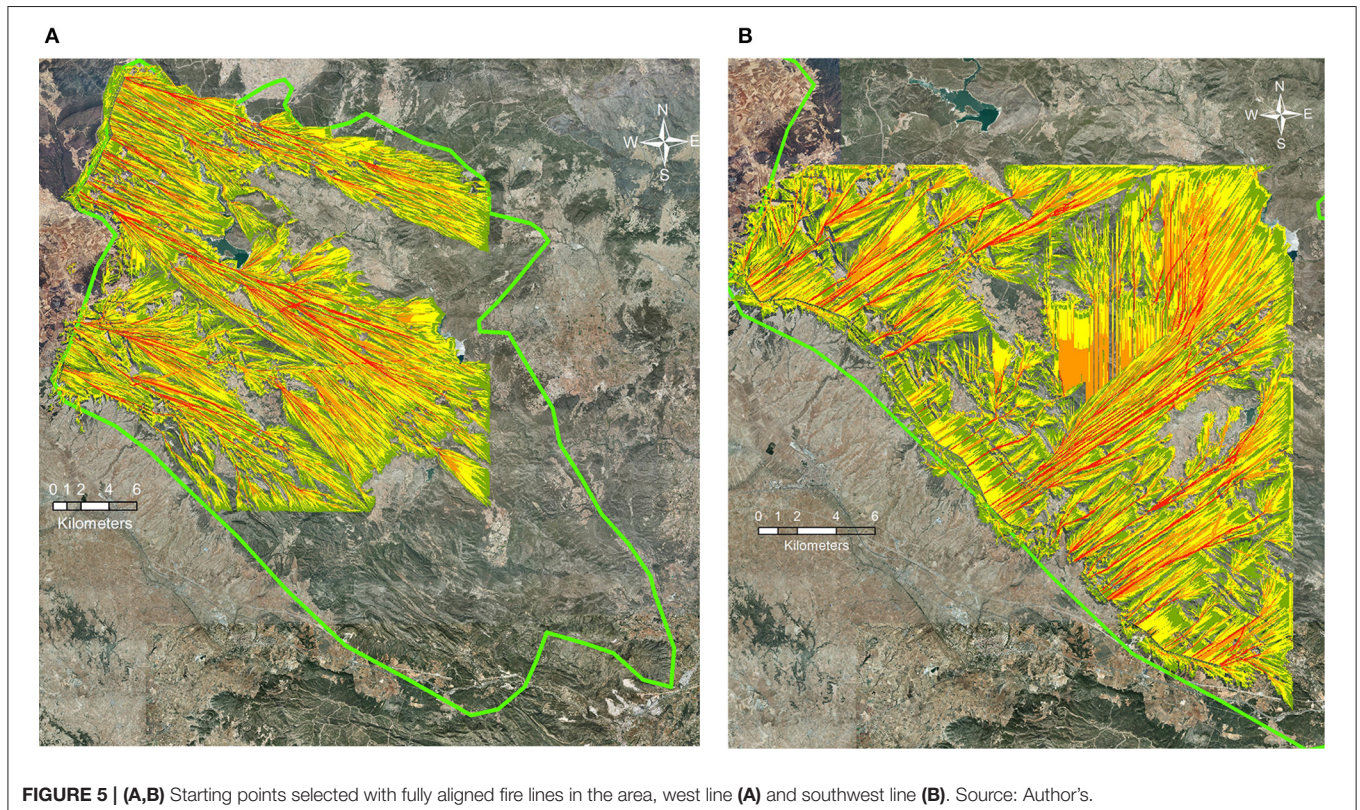 A
B
N
W E
S
N
W E
S
0 1 2 4 6
Kilometers
0 1 2 4 6
Kilometers
FIGURE 5 | (A,B) Starting points selected with fully aligned fire lines in the area, west line (A) and southwest line (B). Source: Author's.